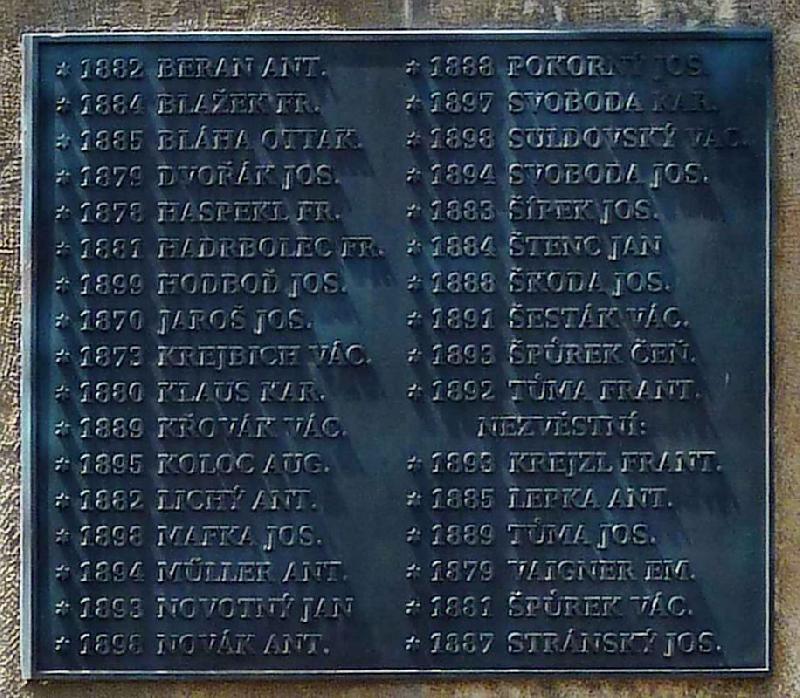 * 1882 BERAN ANT.
* 1884 BLAŽEK FR.
* 1885 BLÁHA OTTAK.
* 1879 DVOŘÁK JOS.
* 1878 HASPEKL FR.
* 1881 HADRBOLEC FR.
* 1899 HODBOĎ JOS.
* 1870 JAROŠ JOS.
* 1873 KREJBICH VÁC.
* 1880 KLAUS KAR.
* 1889 KŘOVÁK VÁC.
* 1895 KOLOC AUG.
* 1882 LICHÝ ANT.
* 1898 MAFKA JOS.
* 1894 MŰLLER ANT.
* 1893 NOVOTNÝ JAN
* 1898 NOVÁK ANT.
* 1888 POKORNÝ JOS.
* 1897 SVOBODA KAR.
* 1898 SULDOVSKÝ VÁC.
* 1894 SVOBODA JOS.
* 1883 ŠÍPEK JOS.
* 1884 ŠTENC JAN
* 1888 ŠKODA JOS.
* 1891 ŠESTÁK VÁC.
* 1893 ŠPŮREK ČEŇ.
* 1892 TŮMA FRANT.
NEZVĚSTNÍ:
* 1893 KREJZL FRANT.
* 1885 LEPKA ANT.
* 1889 TŮMA JOS.
* 1879 VAIGNER EM.
* 1881 ŠPŮREK VÁC.
* 1887 STRÁNSKÝ JOS.